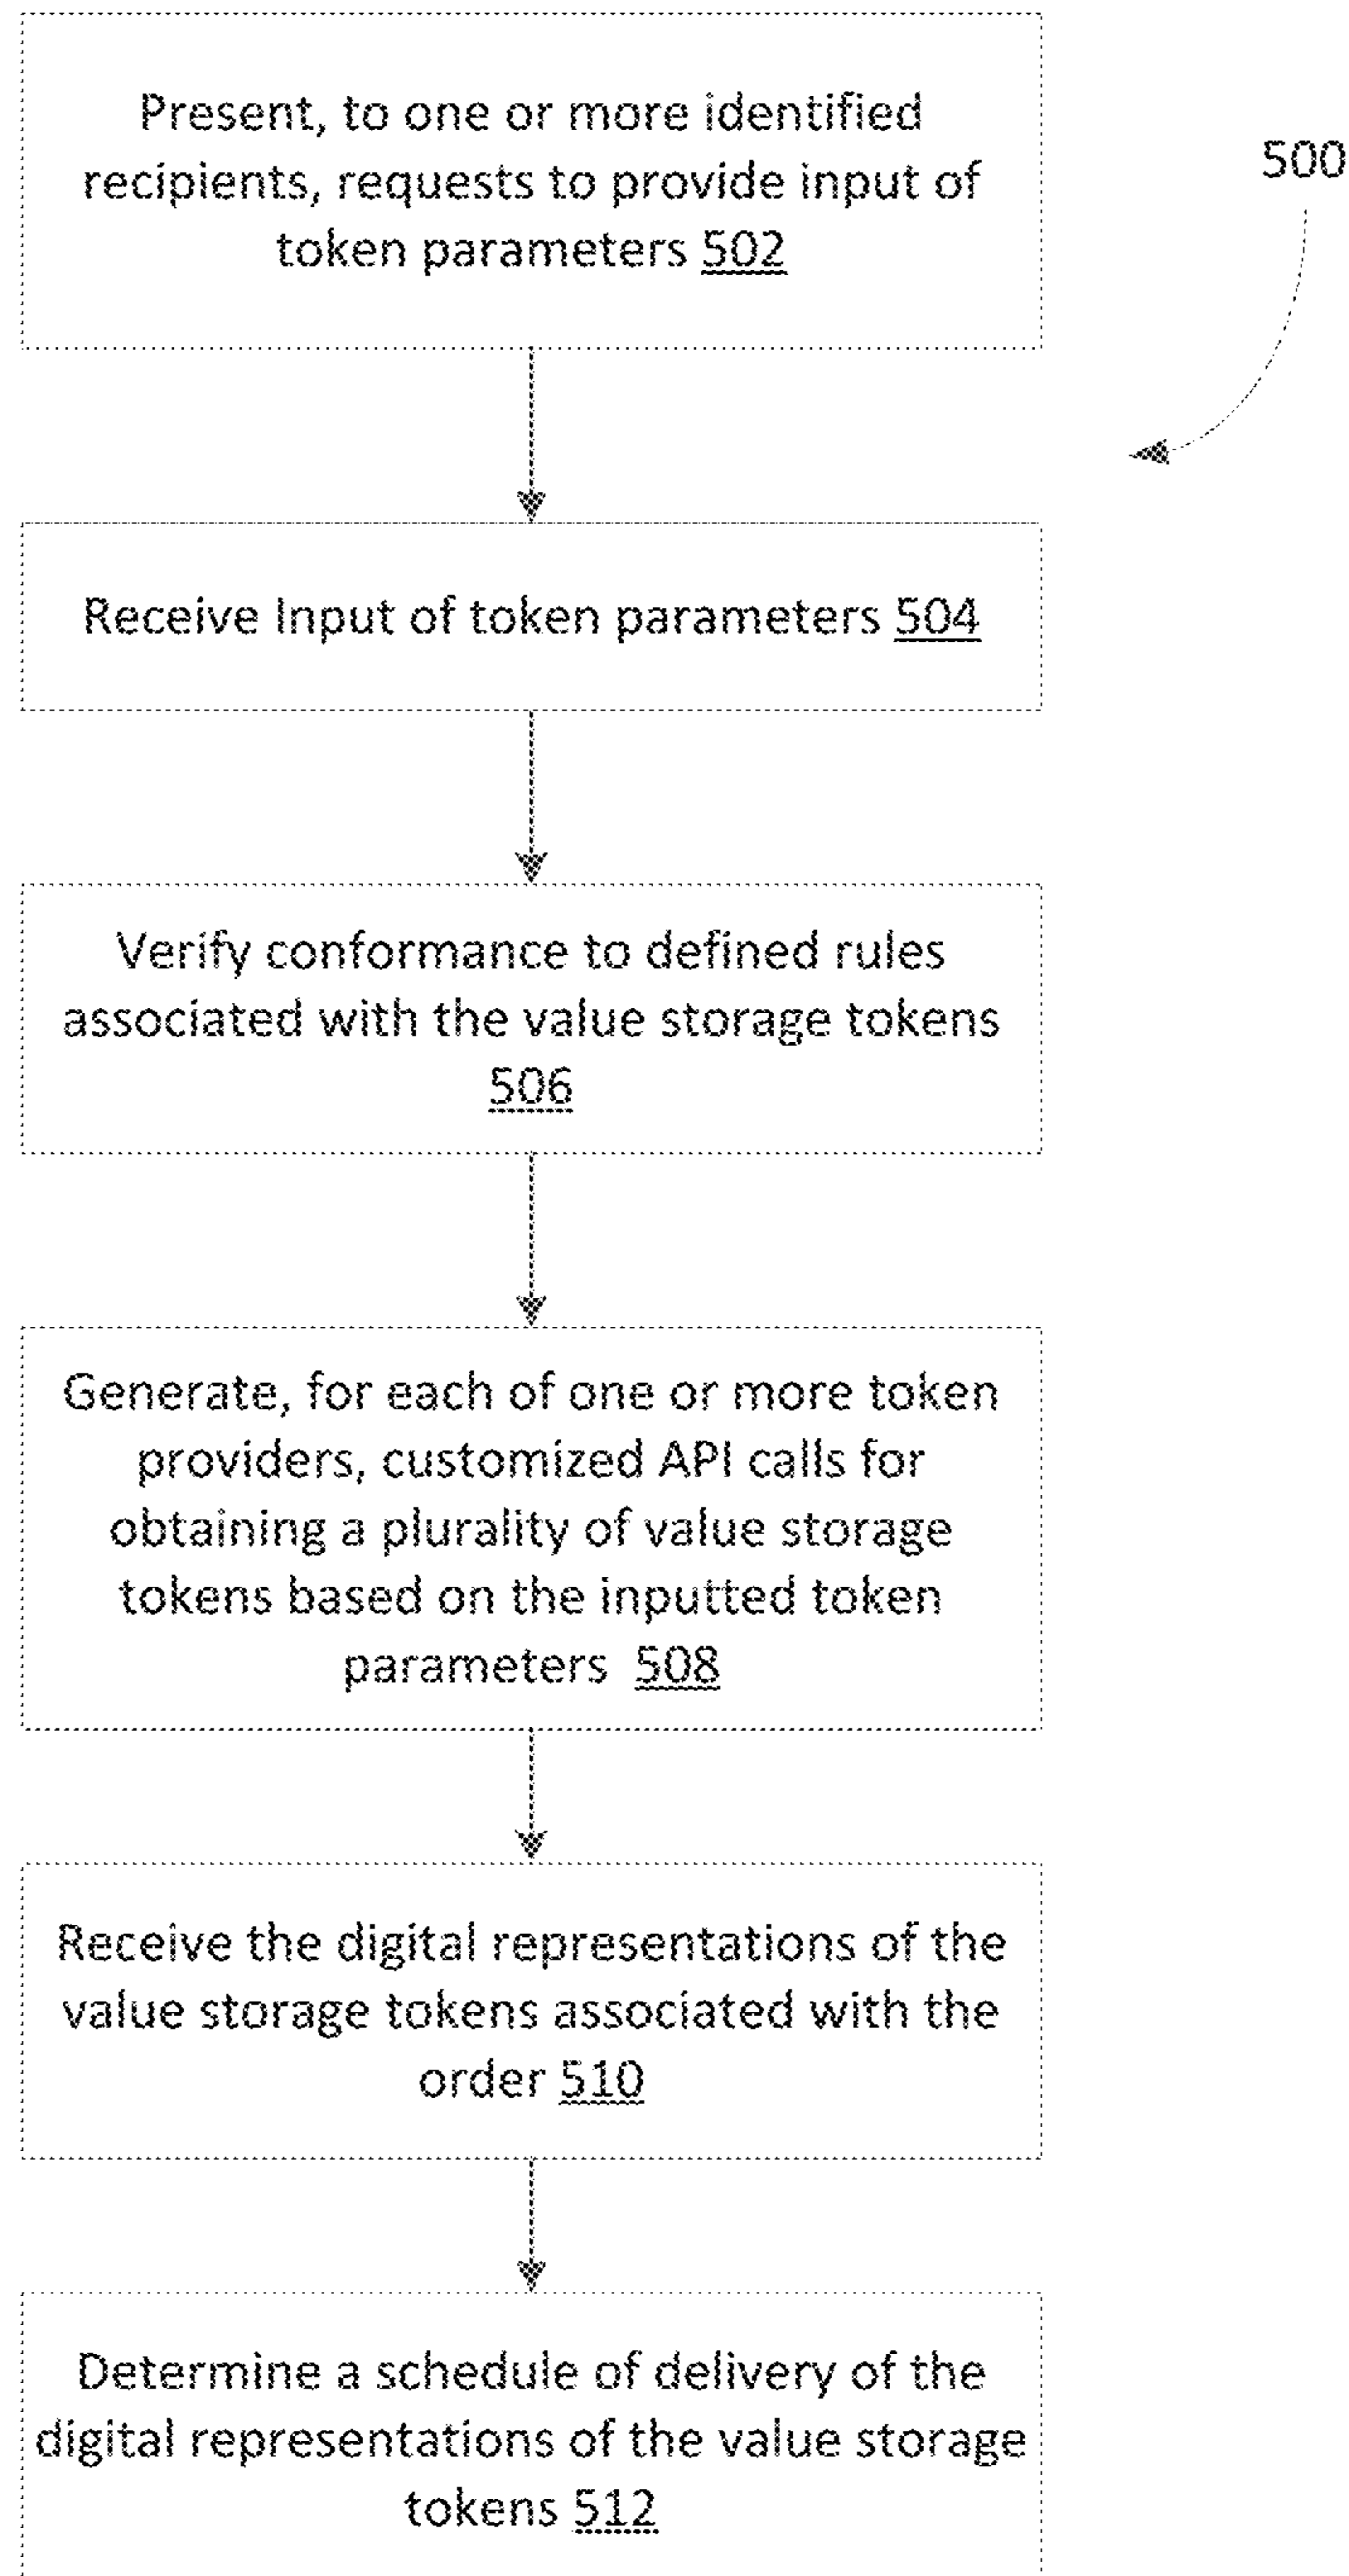 Present, to one or more identified
recipients, requests to provide input of
token parameters 502
500
Receive Input of token parameters 504
Verify conformance to defined rules
associated with the value storage tokens
506
Generate, for each of one or more token
providers, customized API calls for
obtaining a plurality of value storage
tokens based on the inputted token
parameters 508
Receive the digital representations of the
value storage tokens associated with the
order 510
Determine a schedule of delivery of the
digital representations of the value storage
tokens 512